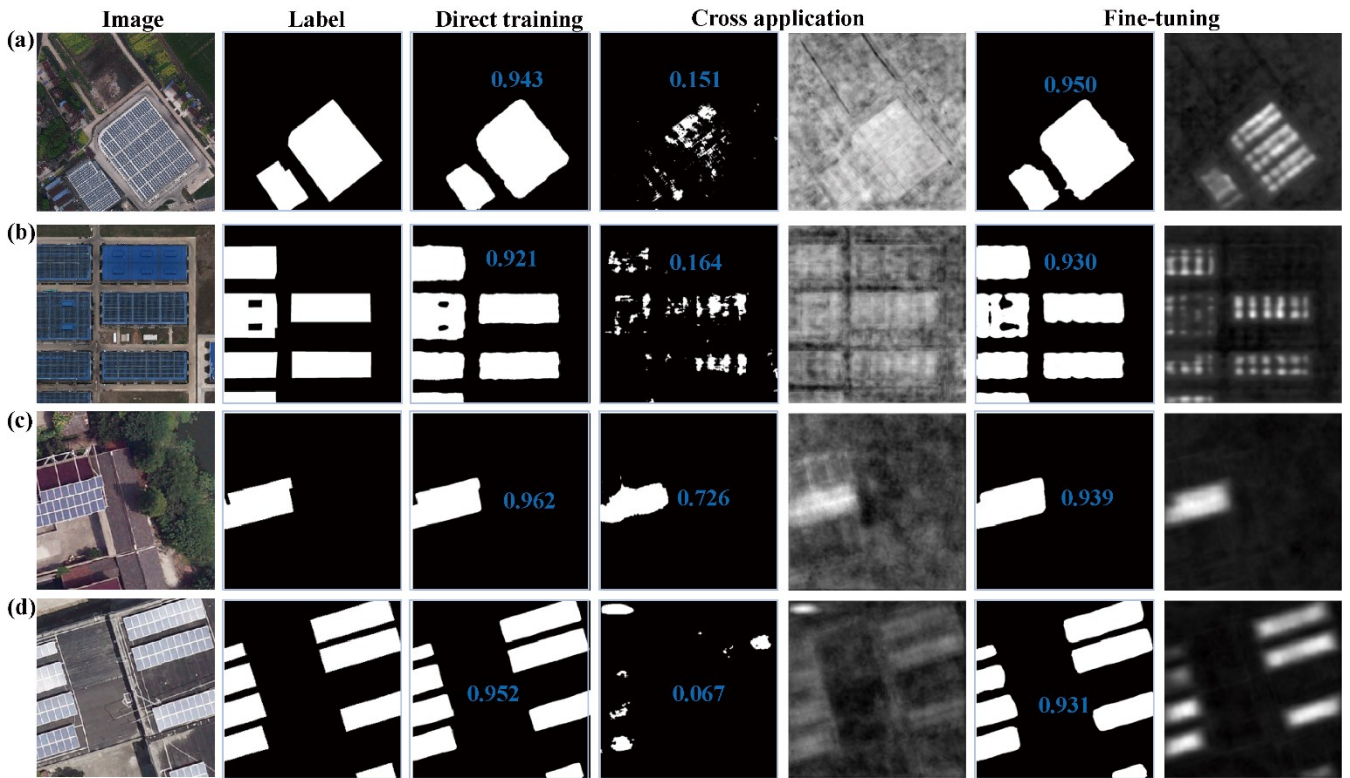 Image Label Direct training Cross application Fine-tuning
(a) 0.943 0.151 0.950
(b) 0.921 0.164 0.930
(c) 0.962 0.726 0.939
(d) 0.952 0.067 0.931